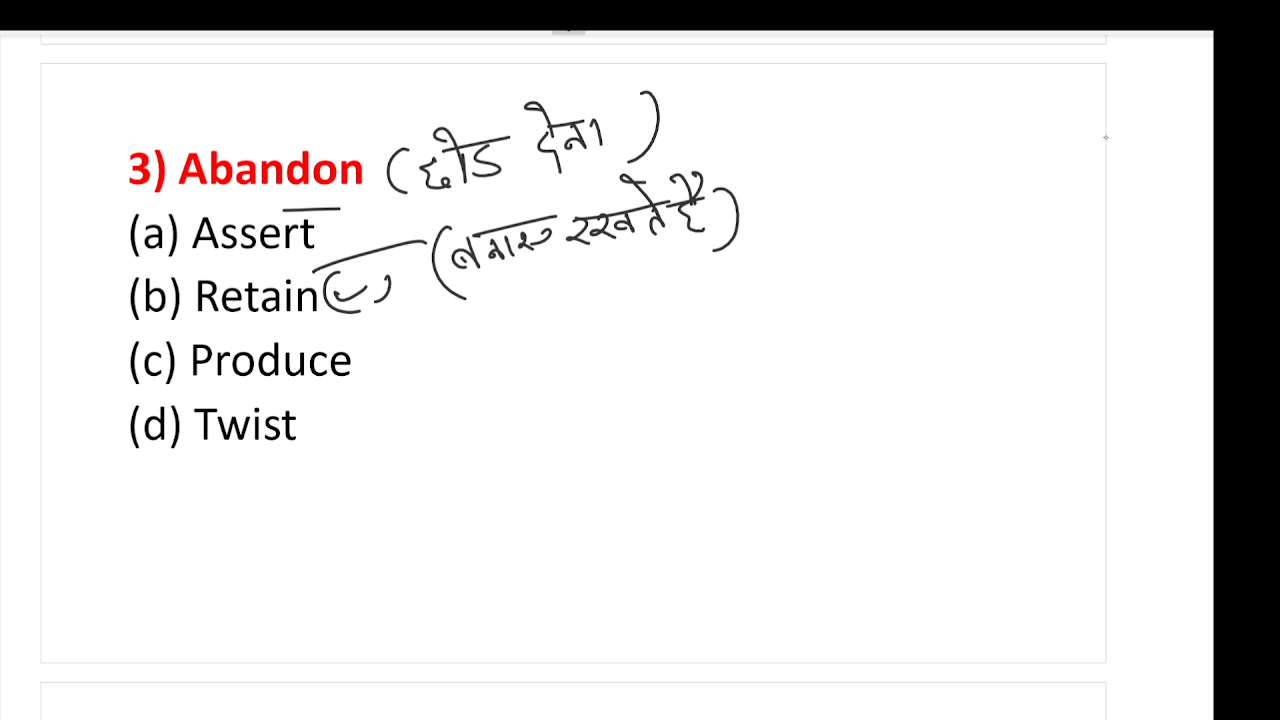 3) Abandon (छोड देना)
(a) Assert
(b) Retain (बनाए रखते हैं)
(c) Produce
(d) Twist